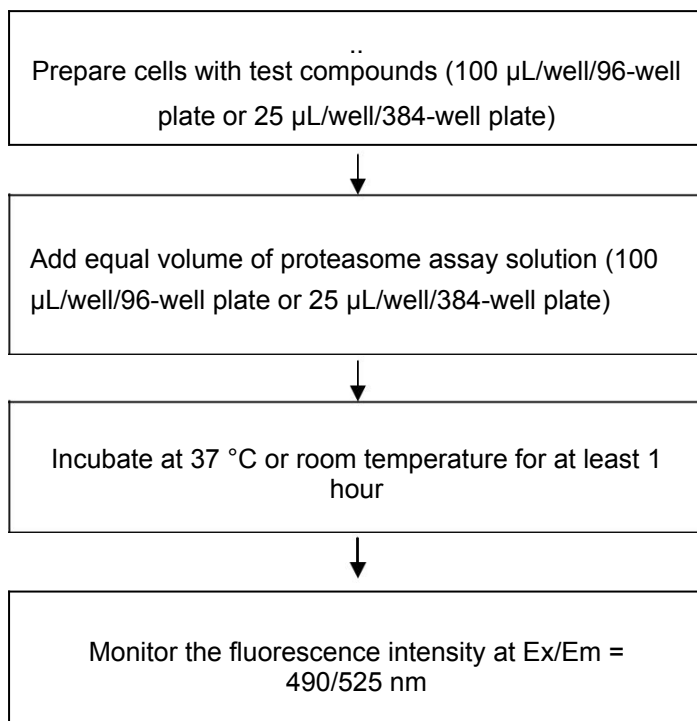 ..
Prepare cells with test compounds (100 µL/well/96-well
plate or 25 µL/well/384-well plate)
Add equal volume of proteasome assay solution (100
µL/well/96-well plate or 25 µL/well/384-well plate)
Incubate at 37 °C or room temperature for at least 1
hour
Monitor the fluorescence intensity at Ex/Em =
490/525 nm